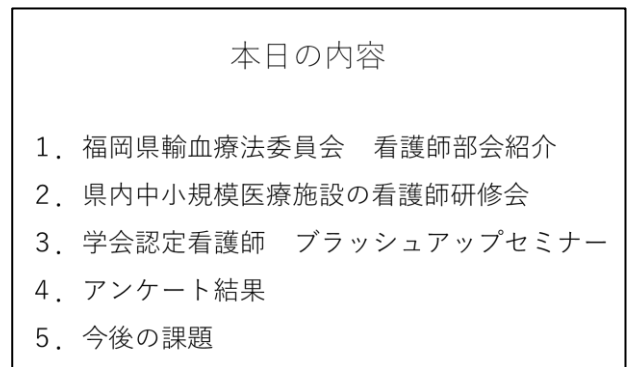 本日の内容
1．福岡県輸血療法委員会　看護師部会紹介
2．県内中小規模医療施設の看護師研修会
3．学会認定看護師　ブラッシュアップセミナー
4．アンケート結果
5．今後の課題